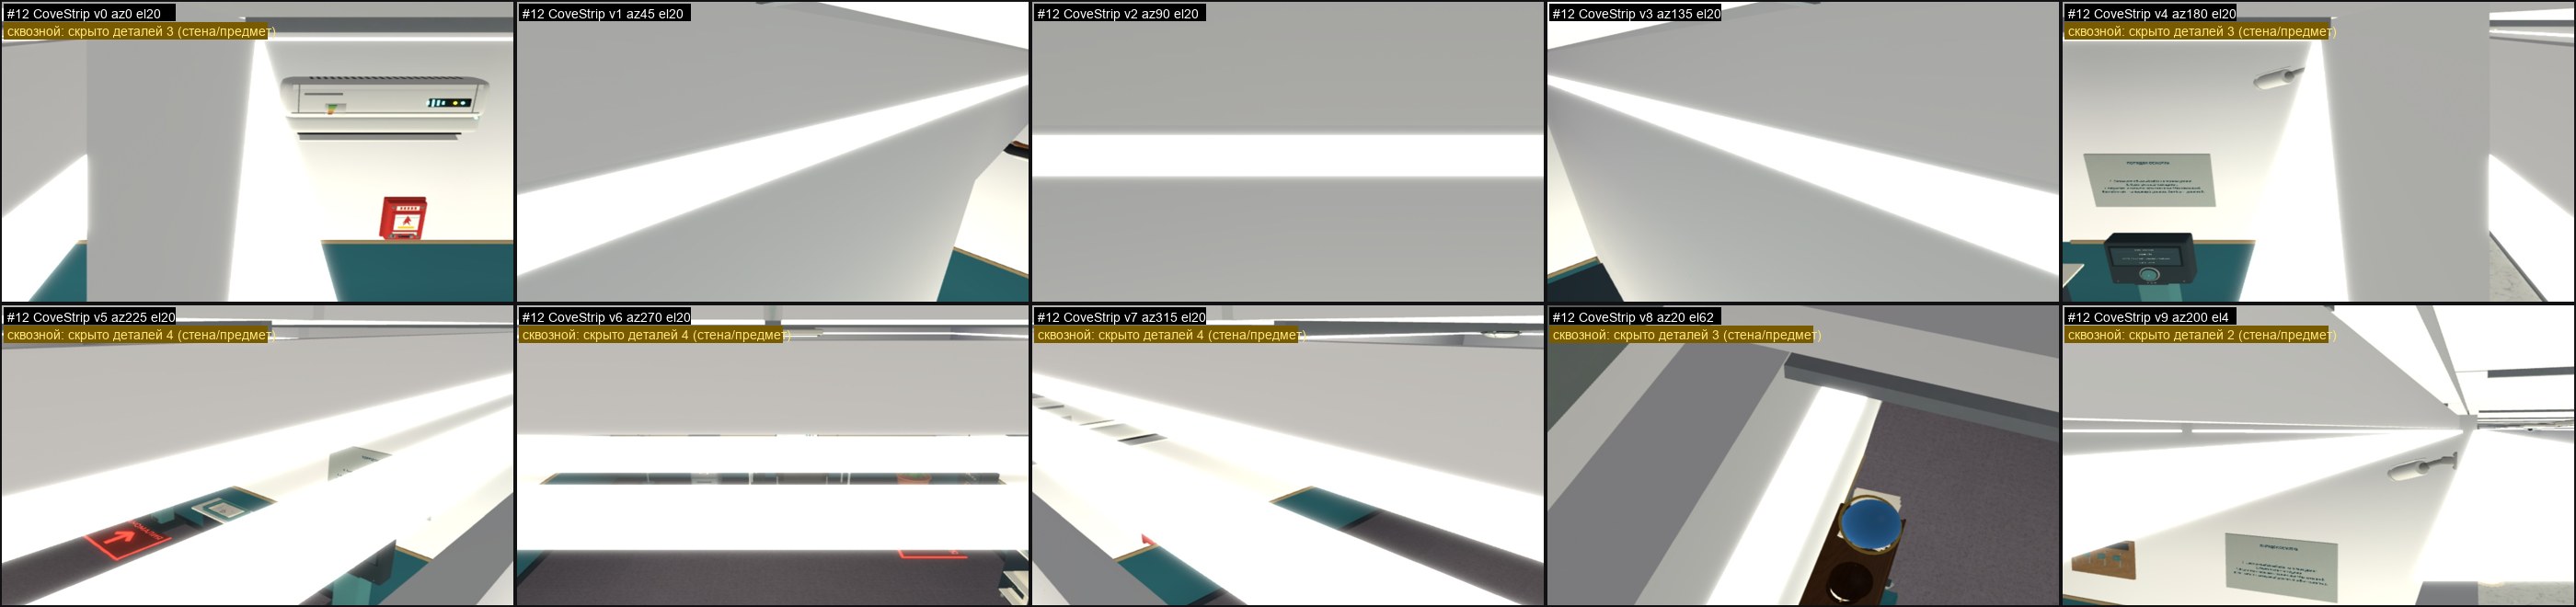 #12 CoveStrip v0 az0 el20
сквозной: скрыто деталей 3 (стена/предмет)
#12 CoveStrip v1 az45 el20
#12 CoveStrip v2 az90 el20
#12 CoveStrip v3 az135 el20
#12 CoveStrip v4 az180 el20
сквозной: скрыто деталей 3 (стена/предмет)
#12 CoveStrip v5 az225 el20
сквозной: скрыто деталей 4 (стена/предмет)
#12 CoveStrip v6 az270 el20
сквозной: скрыто деталей 4 (стена/предмет)
#12 CoveStrip v7 az315 el20
сквозной: скрыто деталей 4 (стена/предмет)
#12 CoveStrip v8 az20 el62
сквозной: скрыто деталей 3 (стена/предмет)
#12 CoveStrip v9 az200 el4
сквозной: скрыто деталей 2 (стена/предмет)